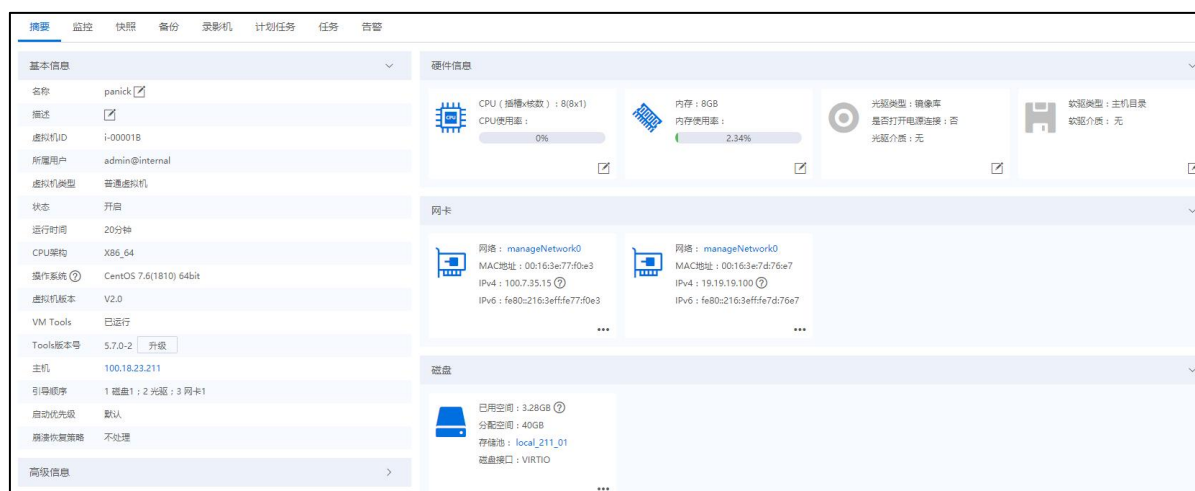 摘要 监控 快照 备份 录影机 计划任务 任务 告警
基本信息
名称 panick
描述
虚拟机ID i-000018
所属用户 admin@internal
虚拟机类型 普通虚拟机
状态 开启
运行时间 20分钟
CPU架构 X86_64
操作系统 CentOS 7.6(1810) 64bit
虚拟机版本 V2.0
VM Tools 已运行
Tools版本号 5.7.0-2 升级
主机 100.18.23.211
引导顺序 1 磁盘1；2 光驱；3 网卡1
启动优先级 默认
崩溃恢复策略 不处理
高级信息
硬件信息
CPU（插槽x核数）：8(8x1)
CPU使用率：
0%
内存：8GB
内存使用率：
2.34%
光驱类型：镜像库
是否打开电源连接：否
光驱介质：无
软驱类型：主机目录
软驱介质： 无
网卡
网络： manageNetwork0
MAC地址：00:16:3e:77:f0:e3
IPv4：100.7.35.15
IPv6：fe80::216:3eff:fe77:f0e3
网络： manageNetwork0
MAC地址：00:16:3e:7d:76:e7
IPv4：19.19.19.100
IPv6：fe80::216:3eff:fe7d:76e7
磁盘
已用空间：3.28GB
分配空间：40GB
存储池： local_211_01
磁盘接口：VIRTIO